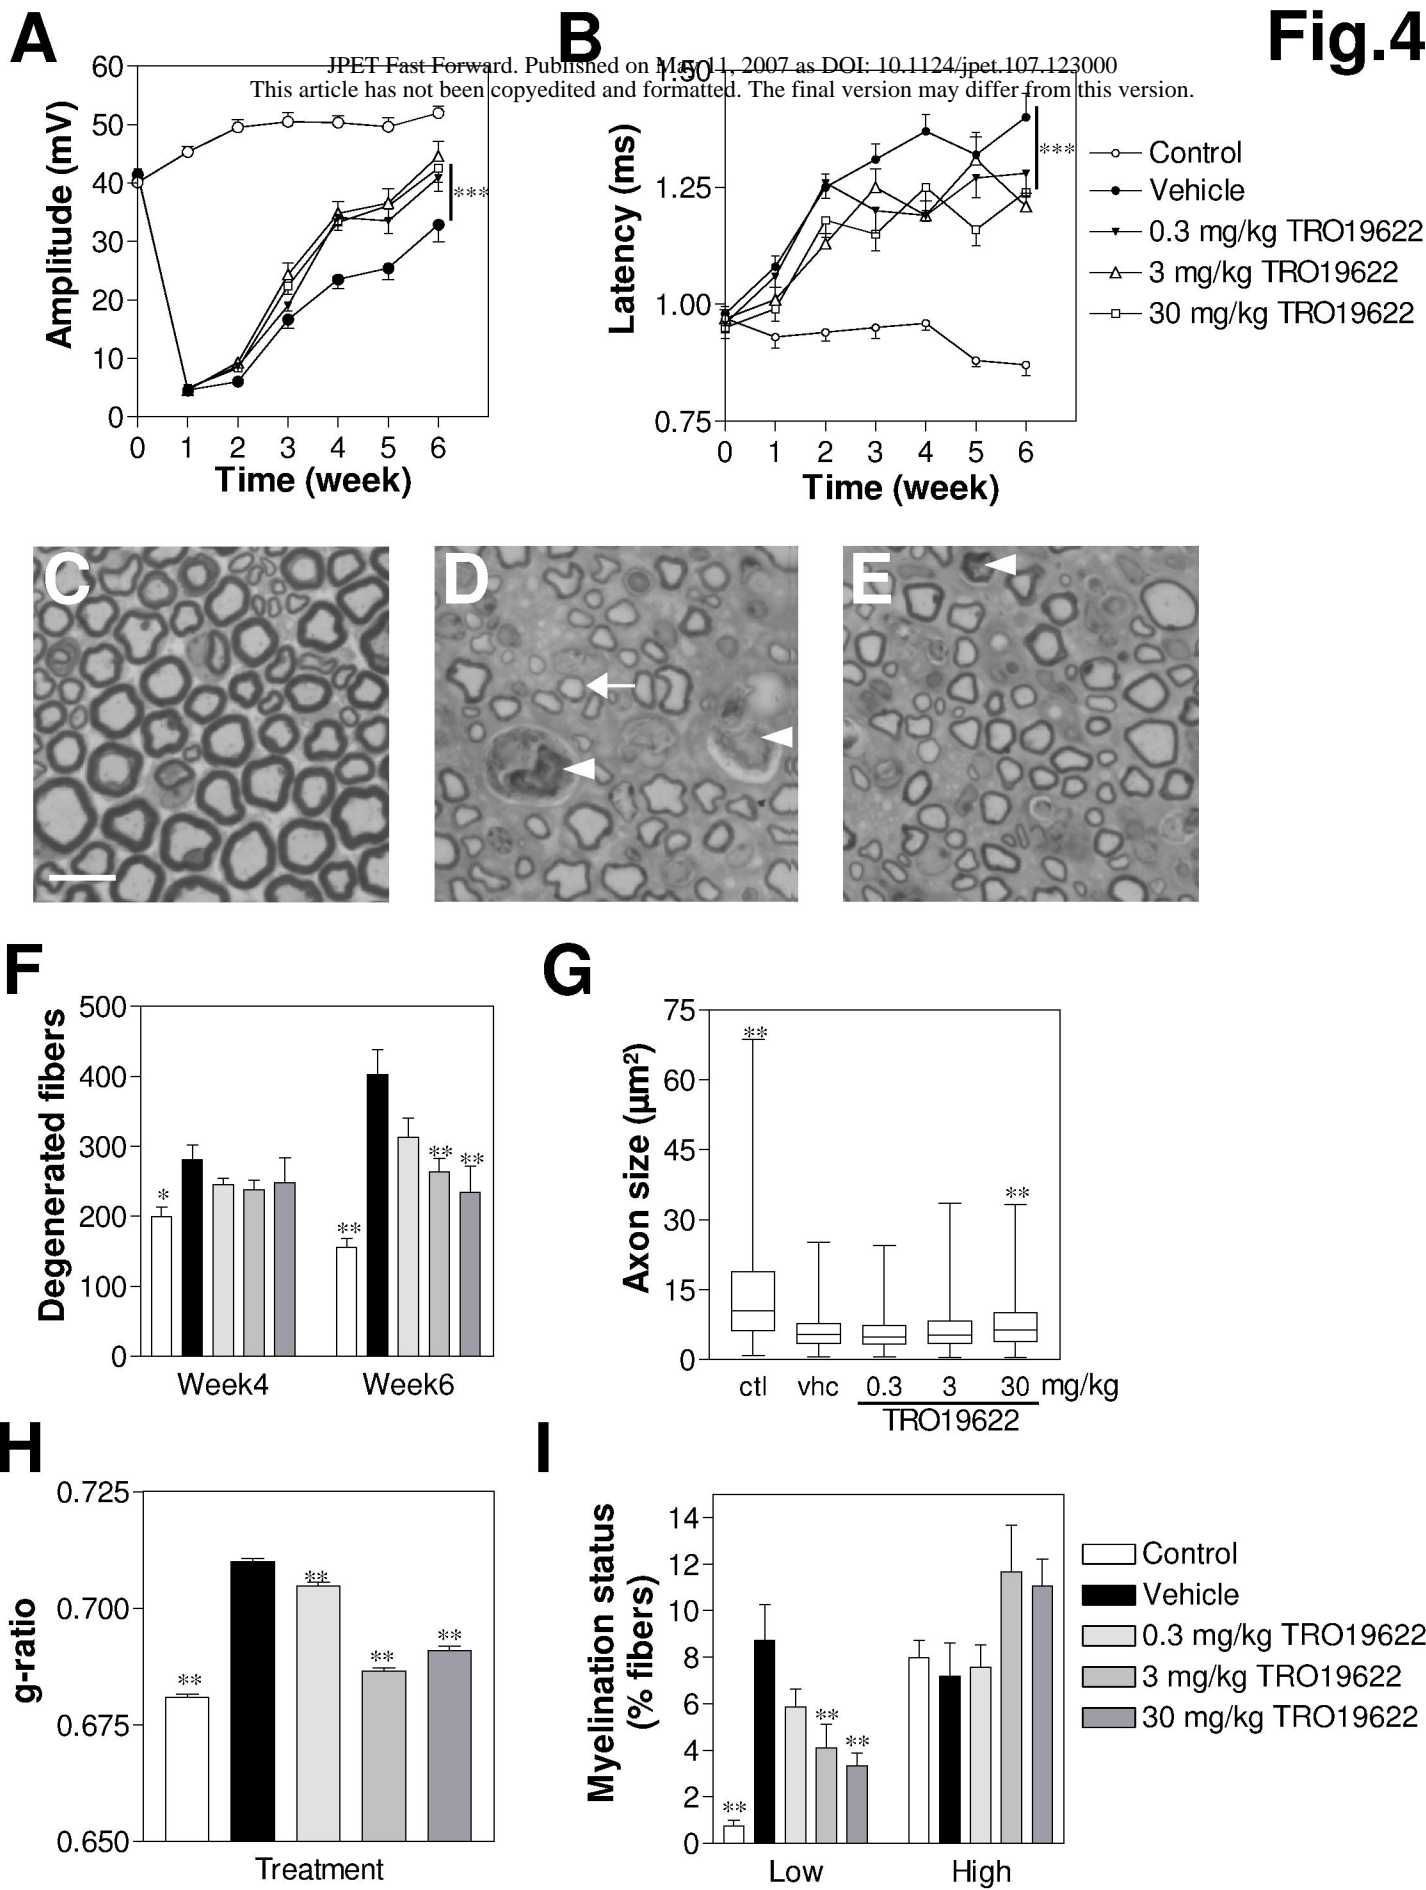 Fig.4
A
B
JPET Fast Forward. Published on May 11, 2007 as DOI: 10.1124/jpet.107.123000
This article has not been copyedited and formatted. The final version may differ from this version.
Amplitude (mV)
60
50
40
30
20
10
0
***
0 1 2 3 4 5 6
Time (week)
Latency (ms)
1.50
1.25
1.00
0.75
***
0 1 2 3 4 5 6
Time (week)
Control
Vehicle
0.3 mg/kg TRO19622
3 mg/kg TRO19622
30 mg/kg TRO19622
C
D
E
F
Degenerated fibers
500
400
300
200
100
0
*
**
**
**
Week4 Week6
G
Axon size (µm²)
75
60
45
30
15
0
**
**
ctl vhc 0.3 3 30 mg/kg
TRO19622
H
g-ratio
0.725
0.700
0.675
0.650
**
**
**
**
Treatment
I
Myelination status
(% fibers)
14
12
10
8
6
4
2
0
**
**
**
Low High
Control
Vehicle
0.3 mg/kg TRO19622
3 mg/kg TRO19622
30 mg/kg TRO19622